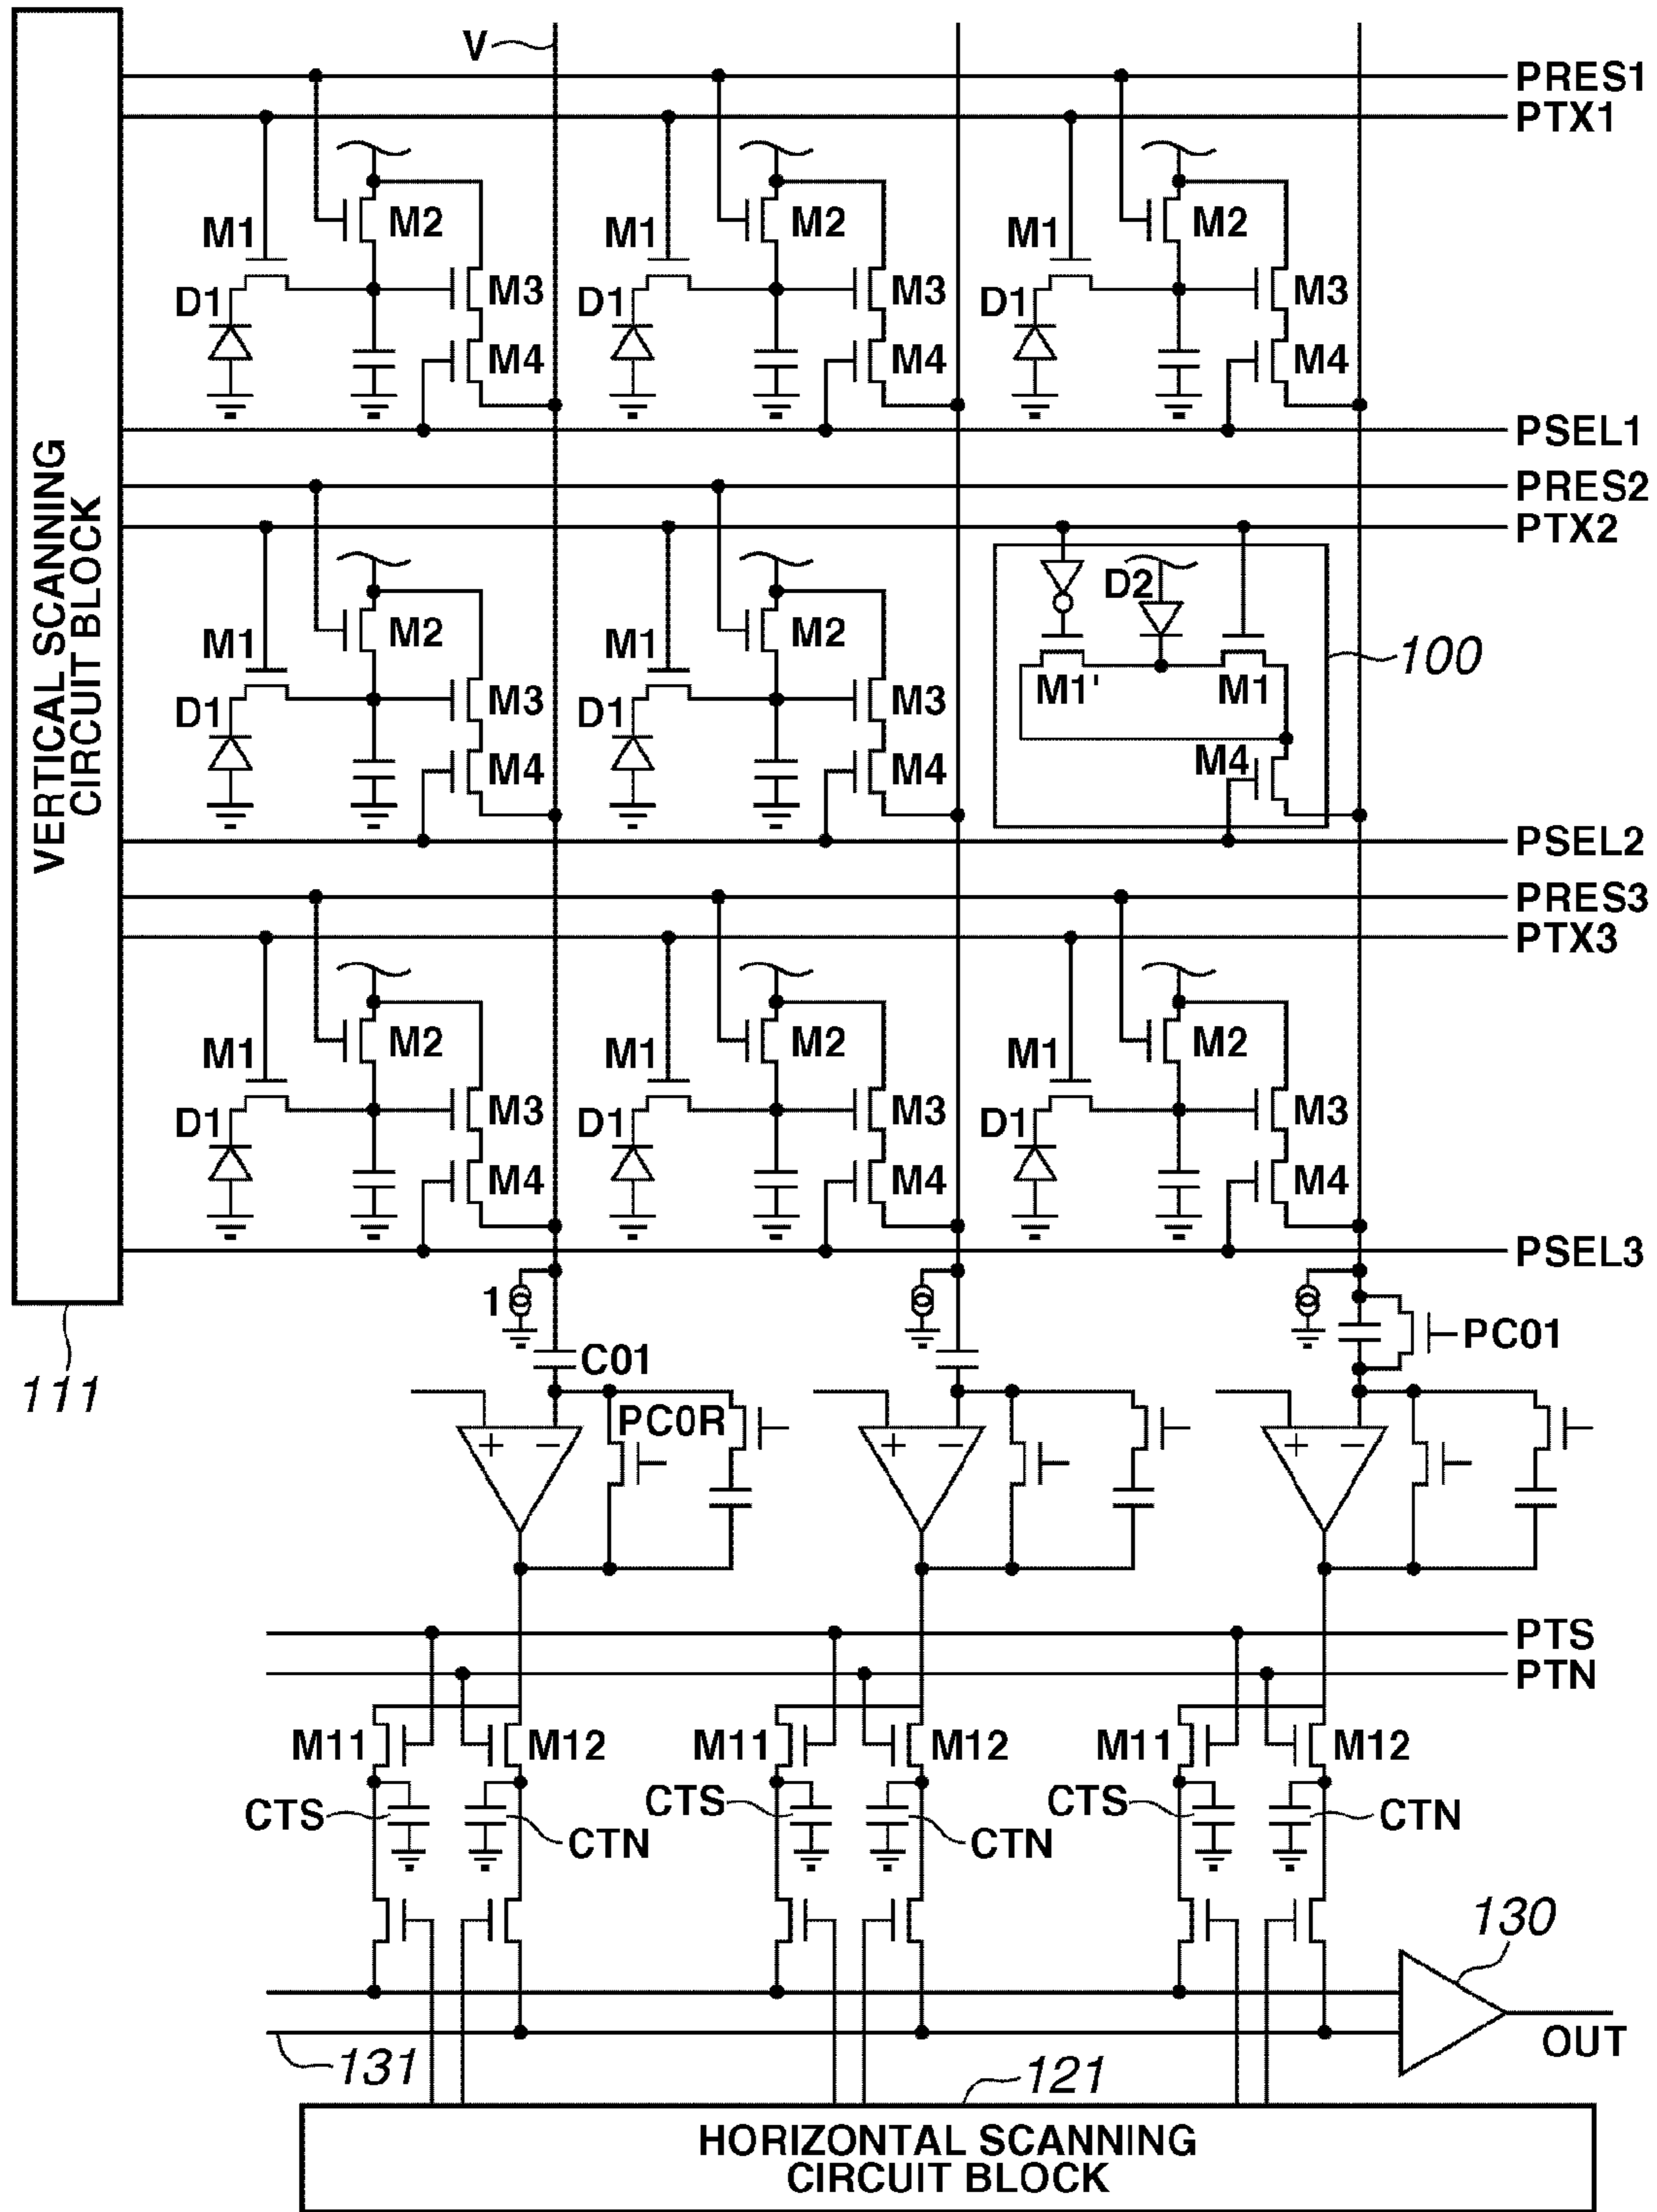 V
PRES1
PTX1
M1 M2 M1 M2 M1 M2
D1 M3 D1 M3 D1 M3
M4 M4 M4
PSEL1
PRES2
PTX2
D2
M1 M2 M1 M2 M1' M1 100
D1 M3 D1 M3
M4 M4 M4
PSEL2
PRES3
PTX3
M1 M2 M1 M2 M1 M2
D1 M3 D1 M3 D1 M3
M4 M4 M4
PSEL3
VERTICAL SCANNING
CIRCUIT BLOCK
111
1
PC01
C01
PC0R
+ − + − + −
PTS
PTN
M11 M12 M11 M12 M11 M12
CTS CTN CTS CTN CTS CTN
130
OUT
131
121
HORIZONTAL SCANNING
CIRCUIT BLOCK